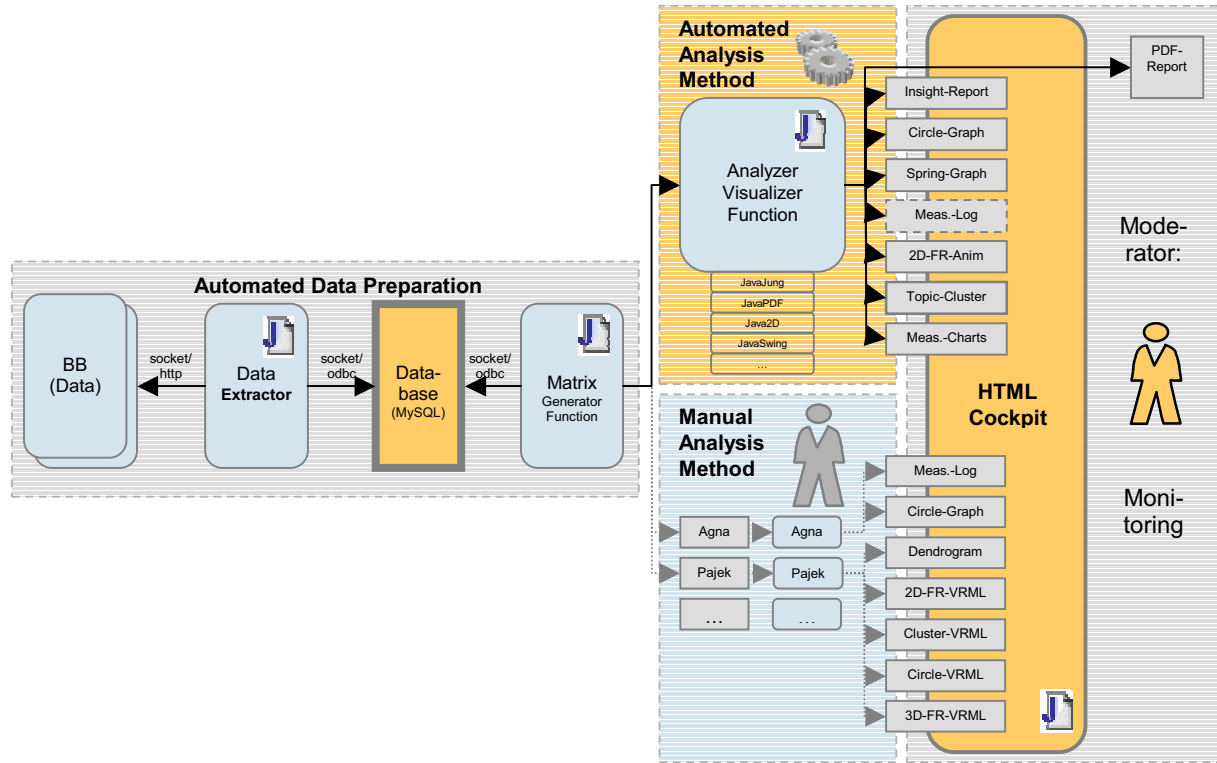 Automated Data Preparation
BB
(Data)
socket/
http
Data
Extractor
socket/
odbc
Data-
base
(MySQL)
socket/
odbc
Matrix
Generator
Function
Automated
Analysis
Method
Analyzer
Visualizer
Function
JavaJung
JavaPDF
Java2D
JavaSwing
...
Manual
Analysis
Method
Agna
Agna
Pajek
Pajek
...
...
Insight-Report
Circle-Graph
Spring-Graph
Meas.-Log
2D-FR-Anim
Topic-Cluster
Meas.-Charts
HTML
Cockpit
Meas.-Log
Circle-Graph
Dendrogram
2D-FR-VRML
Cluster-VRML
Circle-VRML
3D-FR-VRML
PDF-
Report
Mode-
rator:
Moni-
toring
J
J
J
J